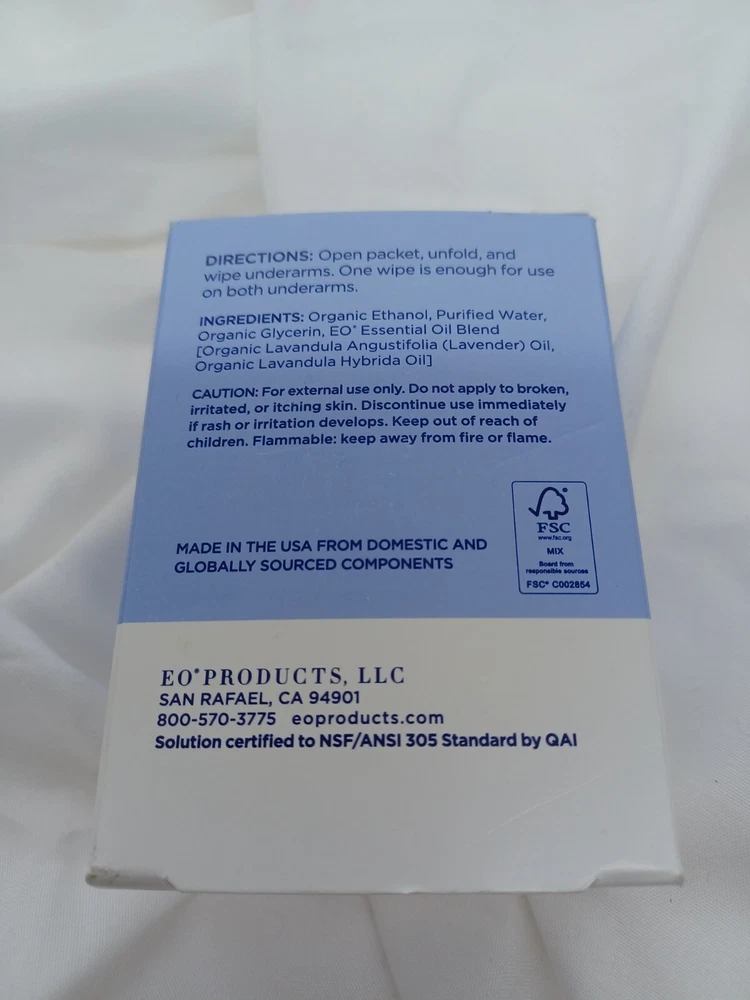 DIRECTIONS: Open packet, unfold, and
wipe underarms. One wipe is enough for use
on both underarms.
INGREDIENTS: Organic Ethanol, Purified Water,
Organic Glycerin, EO® Essential Oil Blend
[Organic Lavandula Angustifolia (Lavender) Oil,
Organic Lavandula Hybrida Oil]
CAUTION: For external use only. Do not apply to broken,
irritated, or itching skin. Discontinue use immediately
if rash or irritation develops. Keep out of reach of
children. Flammable: keep away from fire or flame.
MADE IN THE USA FROM DOMESTIC AND
GLOBALLY SOURCED COMPONENTS
FSC
www.fsc.org
MIX
Board from
responsible sources
FSC® C002854
EO® PRODUCTS, LLC
SAN RAFAEL, CA 94901
800-570-3775 eoproducts.com
Solution certified to NSF/ANSI 305 Standard by QAI